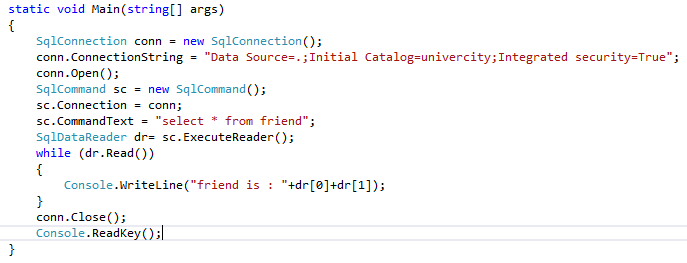 static void Main(string[] args)
{
SqlConnection conn = new SqlConnection();
conn.ConnectionString = "Data Source=.;Initial Catalog=univercity;Integrated security=True";
conn.Open();
SqlCommand sc = new SqlCommand();
sc.Connection = conn;
sc.CommandText = "select * from friend";
SqlDataReader dr= sc.ExecuteReader();
while (dr.Read())
{
Console.WriteLine("friend is : "+dr[0]+dr[1]);
}
conn.Close();
Console.ReadKey();
}